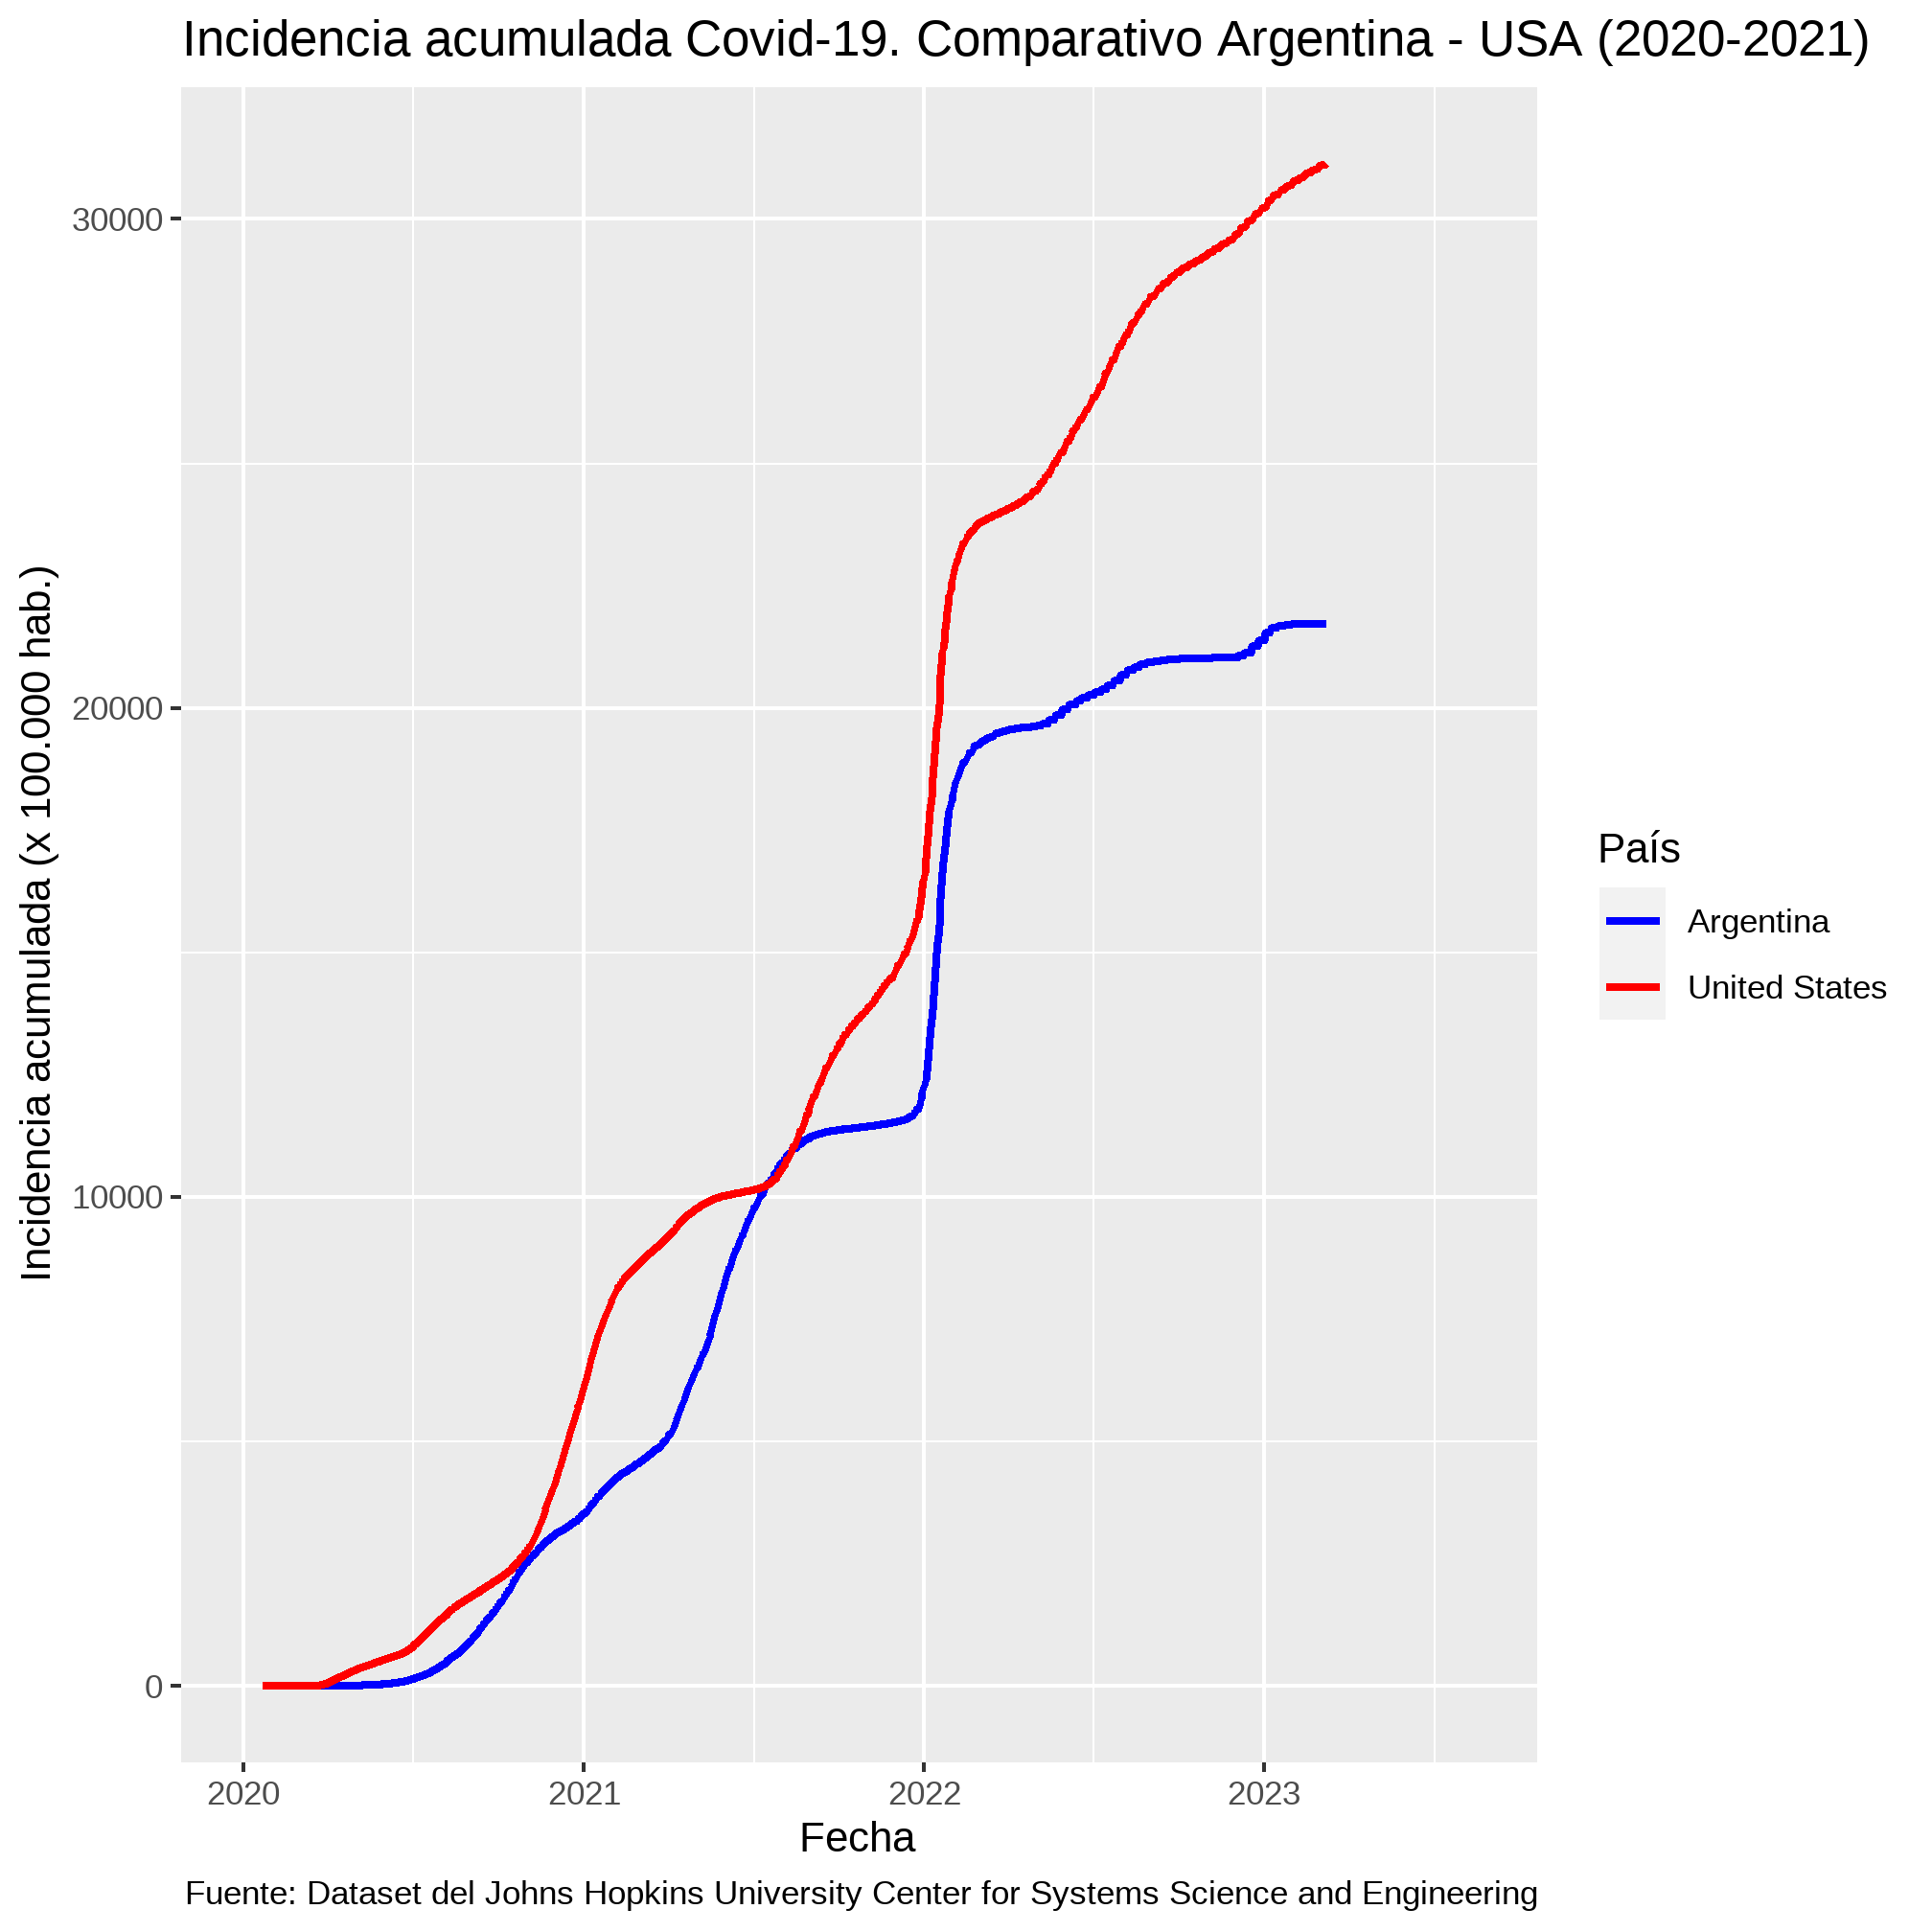 Incidencia acumulada Covid-19. Comparativo Argentina - USA (2020-2021)
Incidencia acumulada (x 100.000 hab.)
30000
20000
10000
0
2020
2021
2022
2023
Fecha
País
Argentina
United States
Fuente: Dataset del Johns Hopkins University Center for Systems Science and Engineering